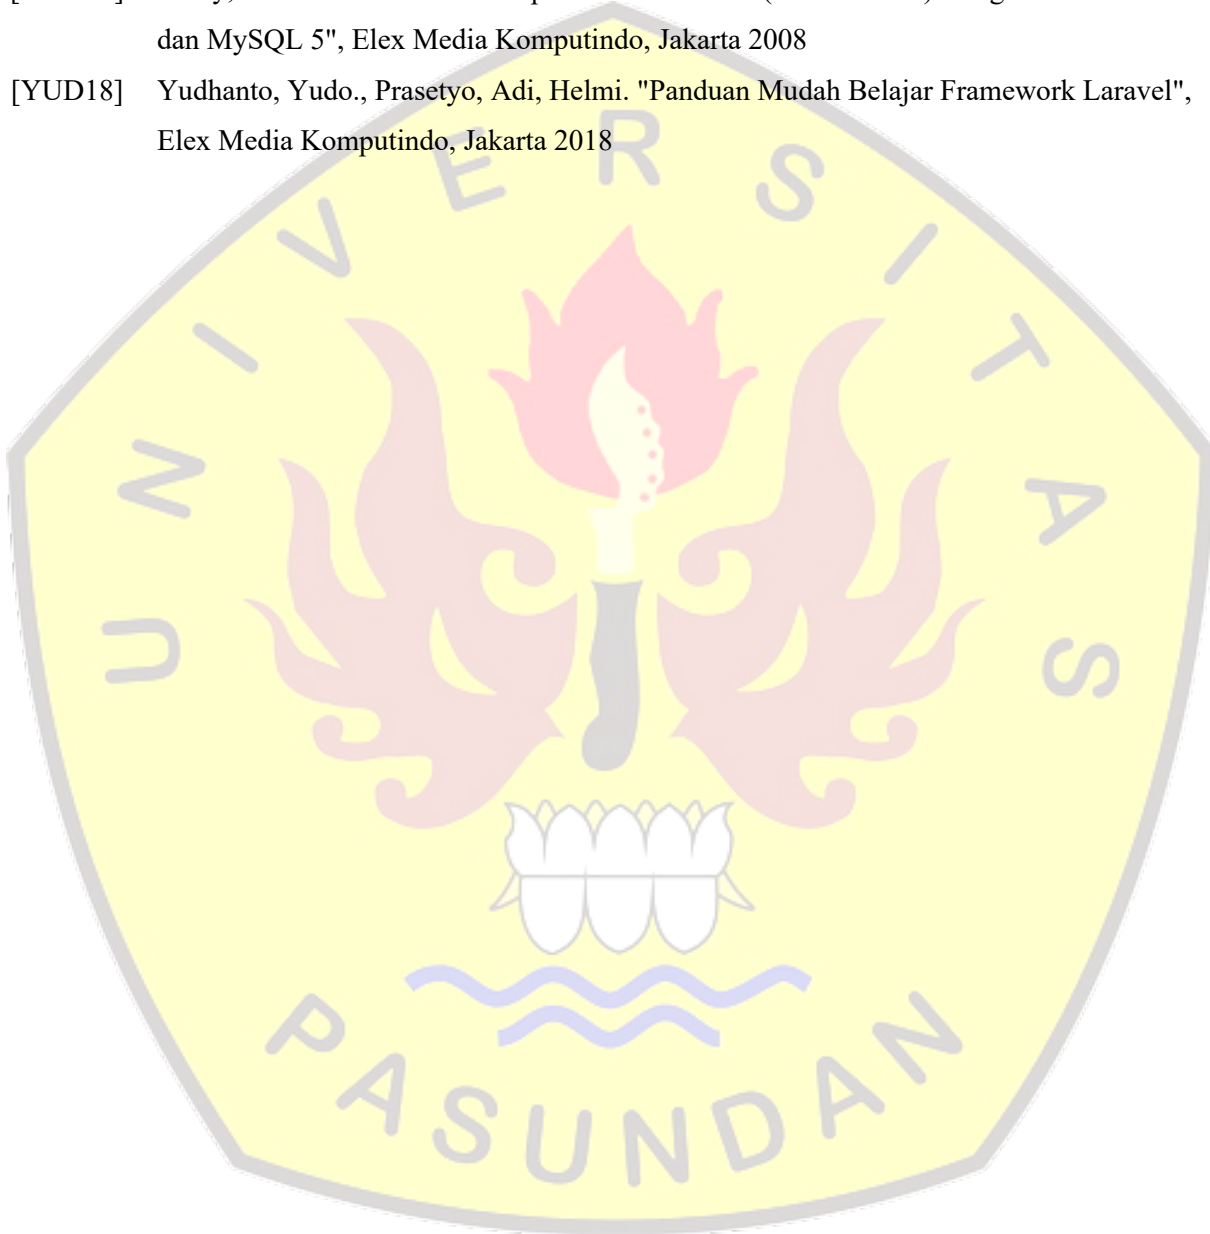 dan MySQL 5", Elex Media Komputindo, Jakarta 2008
[YUD18] Yudhanto, Yudo., Prasetyo, Adi, Helmi. "Panduan Mudah Belajar Framework Laravel",
Elex Media Komputindo, Jakarta 2018
UNIVERSITAS
PASUNDAN